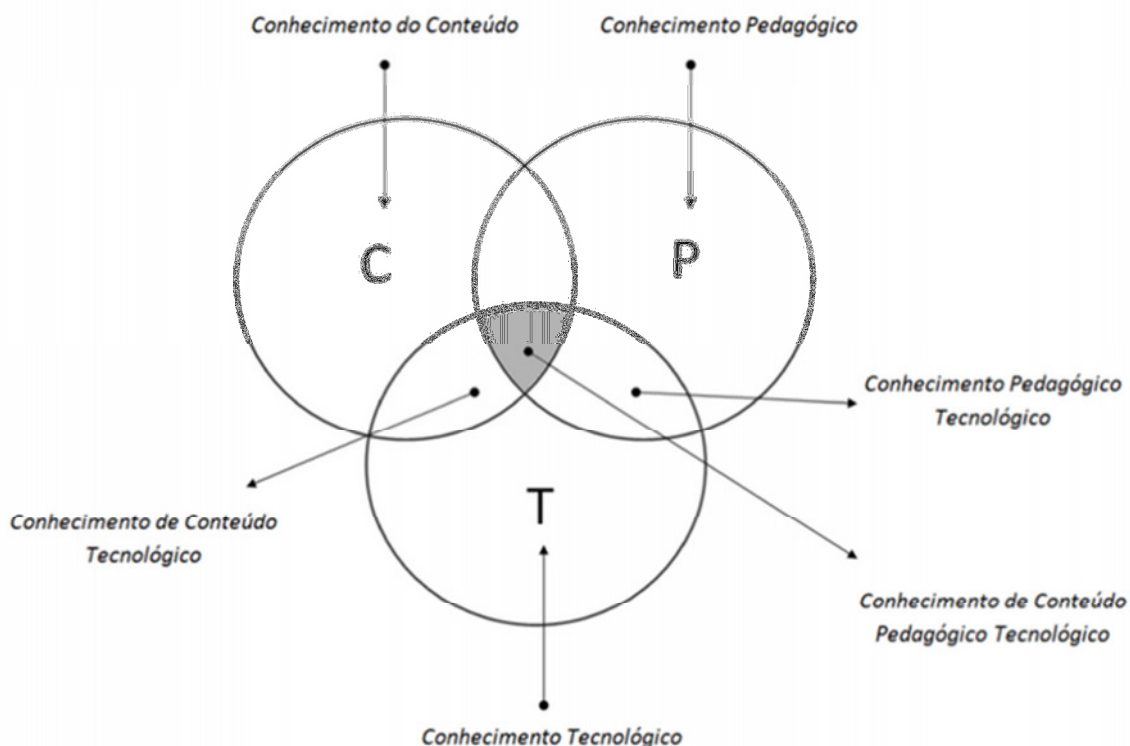 Conhecimento do Conteúdo
Conhecimento Pedagógico
C
P
Conhecimento Pedagógico
Tecnológico
T
Conhecimento de Conteúdo
Tecnológico
Conhecimento de Conteúdo
Pedagógico Tecnológico
Conhecimento Tecnológico